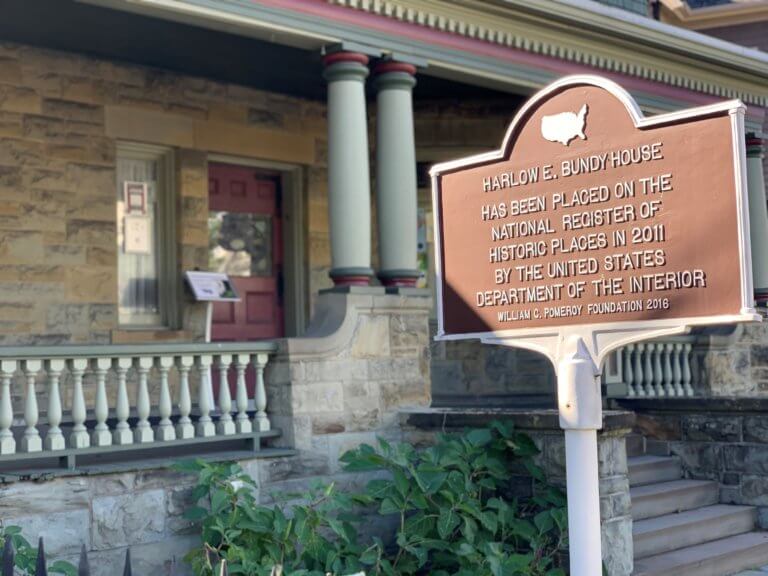 HARLOW E. BUNDY HOUSE
HAS BEEN PLACED ON THE
NATIONAL REGISTER OF
HISTORIC PLACES IN 2011
BY THE UNITED STATES
DEPARTMENT OF THE INTERIOR
WILLIAM C. POMEROY FOUNDATION 2016